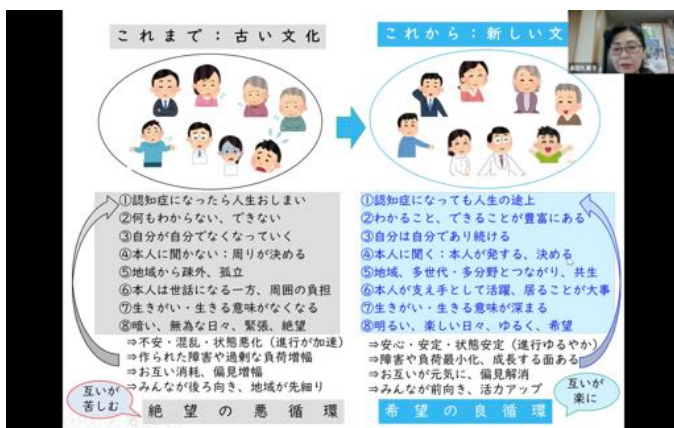 これまで:古い文化
①認知症になったら人生おしまい
②何もわからない、できない
③自分が自分でなくなっていく
④本人に聞かない:周りが決める
⑤地域から疎外、孤立
⑥本人は世話になる一方、周囲の負担
⑦生きがい・生きる意味がなくなる
⑧暗い、無為な日々、緊張、絶望
⇒不安・混乱・状態悪化(進行が加速)
⇒作られた障害や過剰な負荷増幅
⇒お互い消耗、偏見増幅
⇒みんなが後ろ向き、地域が先細り
互いが
苦しむ
絶望の悪循環
これから:新しい文
①認知症になっても人生の途上
②わかること、できることが豊富にある
③自分は自分であり続ける
④本人に聞く:本人が発する、決める
⑤地域、多世代・多分野とつながり、共生
⑥本人が支え手として活躍、居ることが大事
⑦生きがい・生きる意味が深まる
⑧明るい、楽しい日々、ゆるく、希望
⇒安心・安定・状態安定(進行ゆるやか)
⇒障害や負荷最小化、成長する面ある
⇒お互いが元気に、偏見解消
⇒みんなが前向き、活力アップ
互いが
楽に
希望の良循環